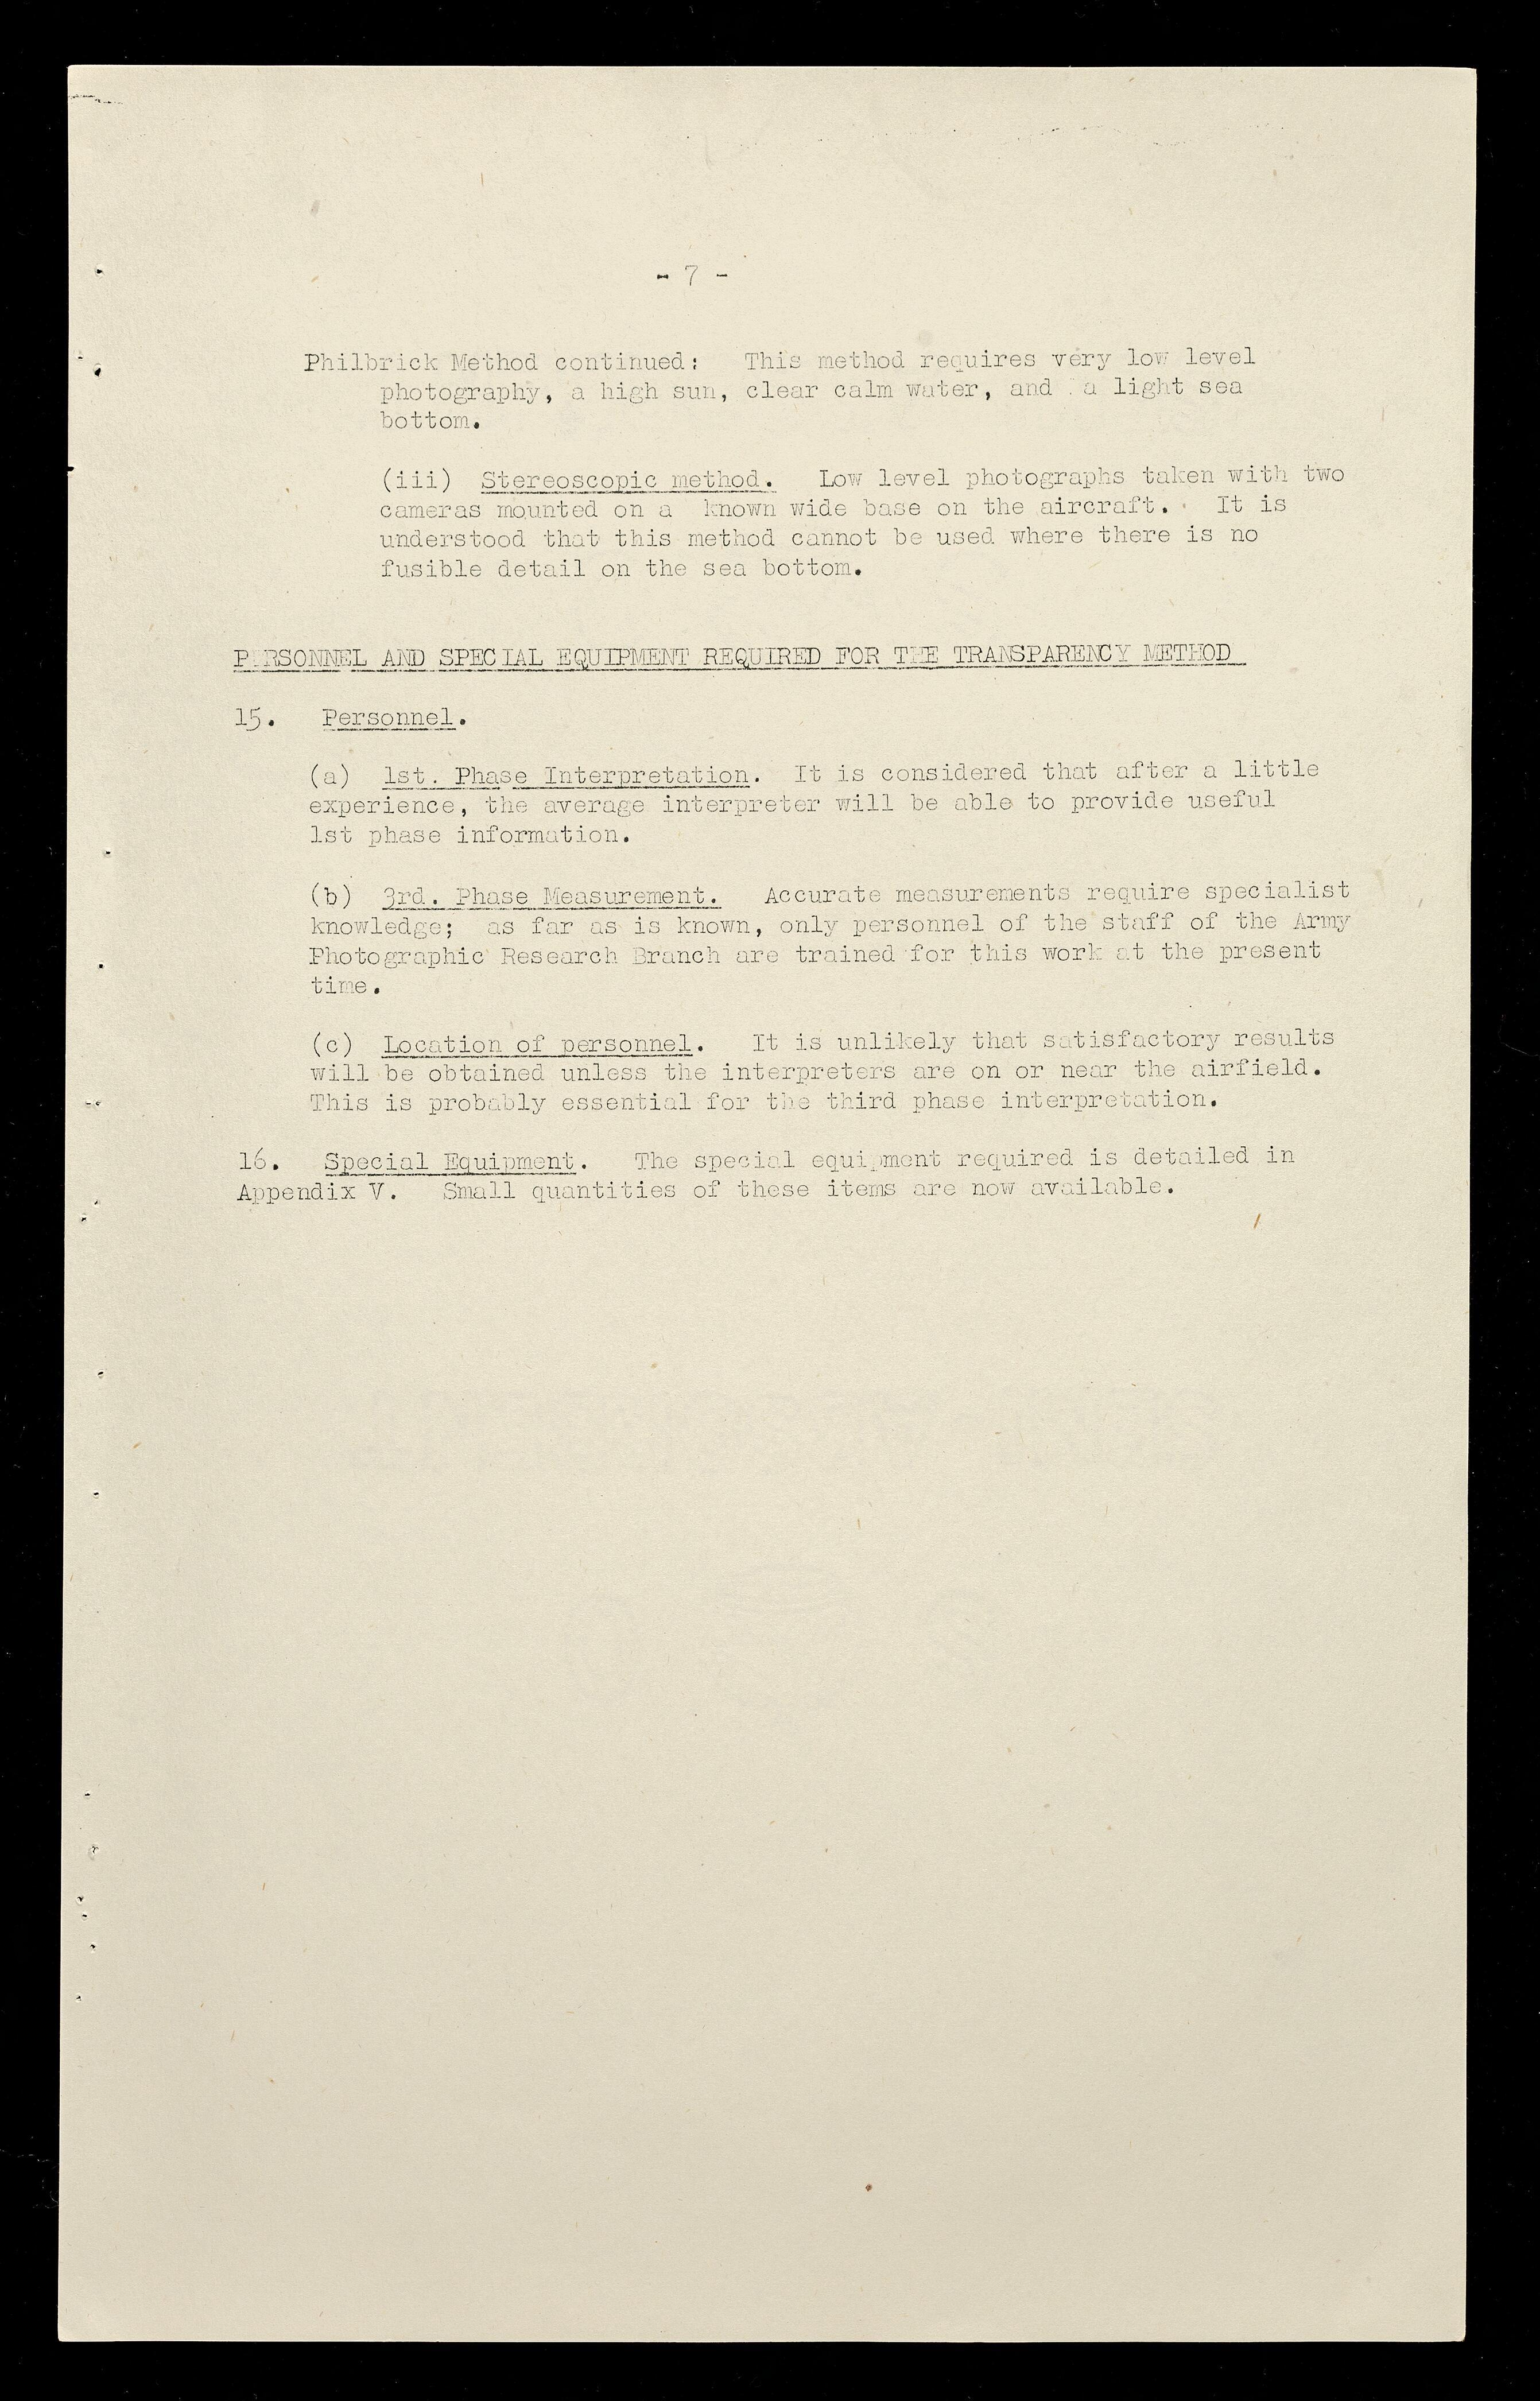 - 7 -
Philbrick Method continued: This method requires very low level
photography, a high sun, clear calm water, and a light sea
bottom.
(iii) Stereoscopic method. Low level photographs taken with two
cameras mounted on a known wide base on the aircraft. It is
understood that this method cannot be used where there is no
fusible detail on the sea bottom.
PERSONNEL AND SPECIAL EQUIPMENT REQUIRED FOR THE TRANSPARENCY METHOD
15. Personnel.
(a) 1st. Phase Interpretation. It is considered that after a little
experience, the average interpreter will be able to provide useful
1st phase information.
(b) 3rd. Phase Measurement. Accurate measurements require specialist
knowledge; as far as is known, only personnel of the staff of the Army
Photographic Research Branch are trained for this work at the present
time.
(c) Location of personnel. It is unlikely that satisfactory results
will be obtained unless the interpreters are on or near the airfield.
This is probably essential for the third phase interpretation.
16. Special Equipment. The special equipment required is detailed in
Appendix V. Small quantities of these items are now available.